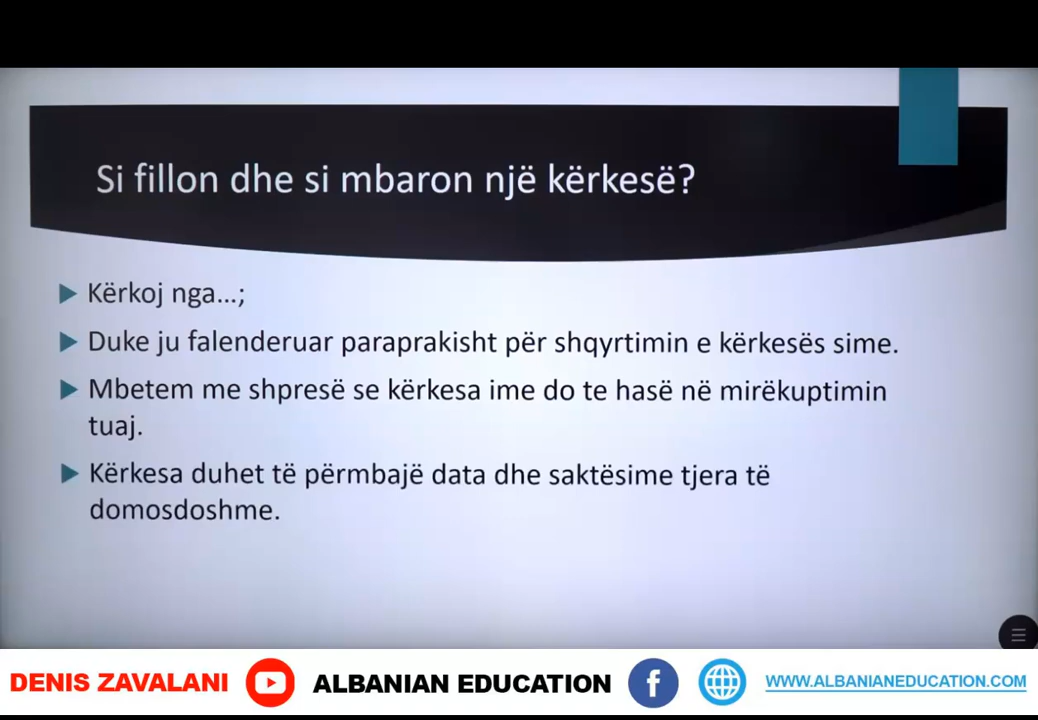 Si fillon dhe si mbaron një kërkesë?
Kërkoj nga...;
Duke ju falenderuar paraprakisht për shqyrtimin e kërkesës sime.
Mbetem me shpresë se kërkesa ime do te hasë në mirëkuptimin
tuaj.
Kërkesa duhet të përmbajë data dhe saktësime tjera të
domosdoshme.
DENIS ZAVALANI ALBANIAN EDUCATION f WWW.ALBANIANEDUCATION.COM